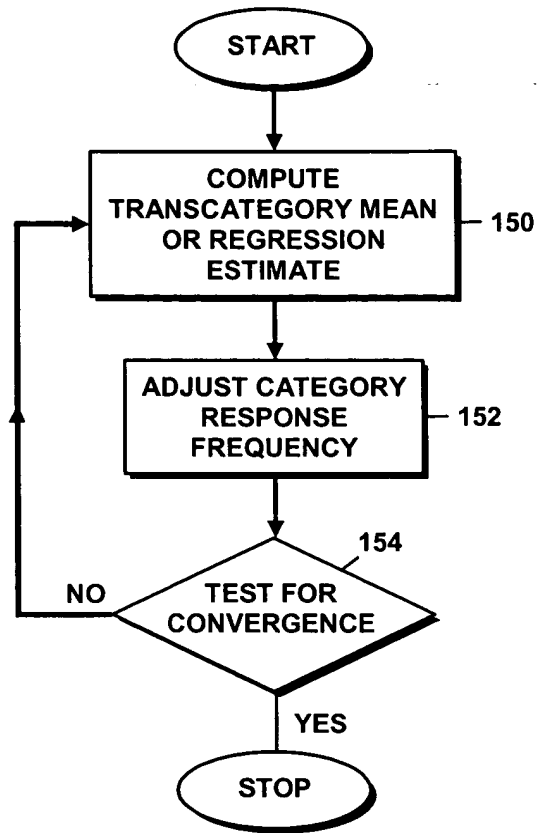 START
COMPUTE
TRANSCATEGORY MEAN
OR REGRESSION
ESTIMATE
150
ADJUST CATEGORY
RESPONSE
FREQUENCY
152
154
TEST FOR
CONVERGENCE
NO
YES
STOP